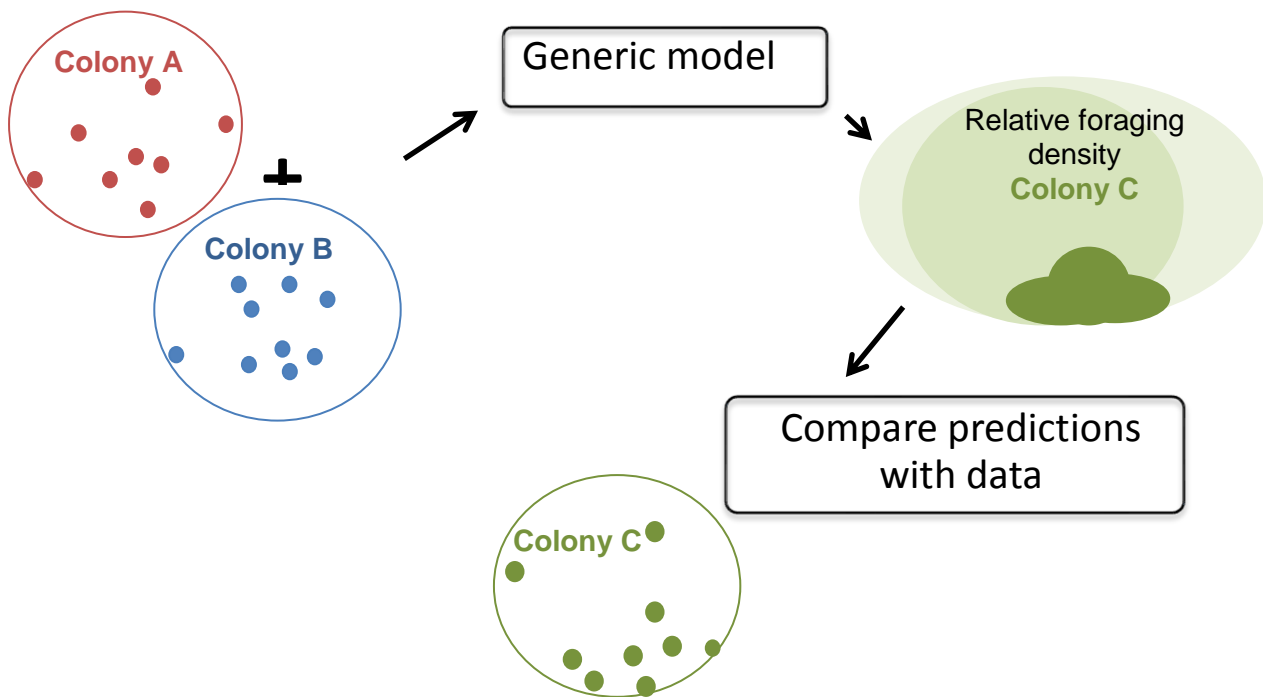 Colony A
+
Colony B
Generic model
Relative foraging
density
Colony C
Compare predictions
with data
Colony C